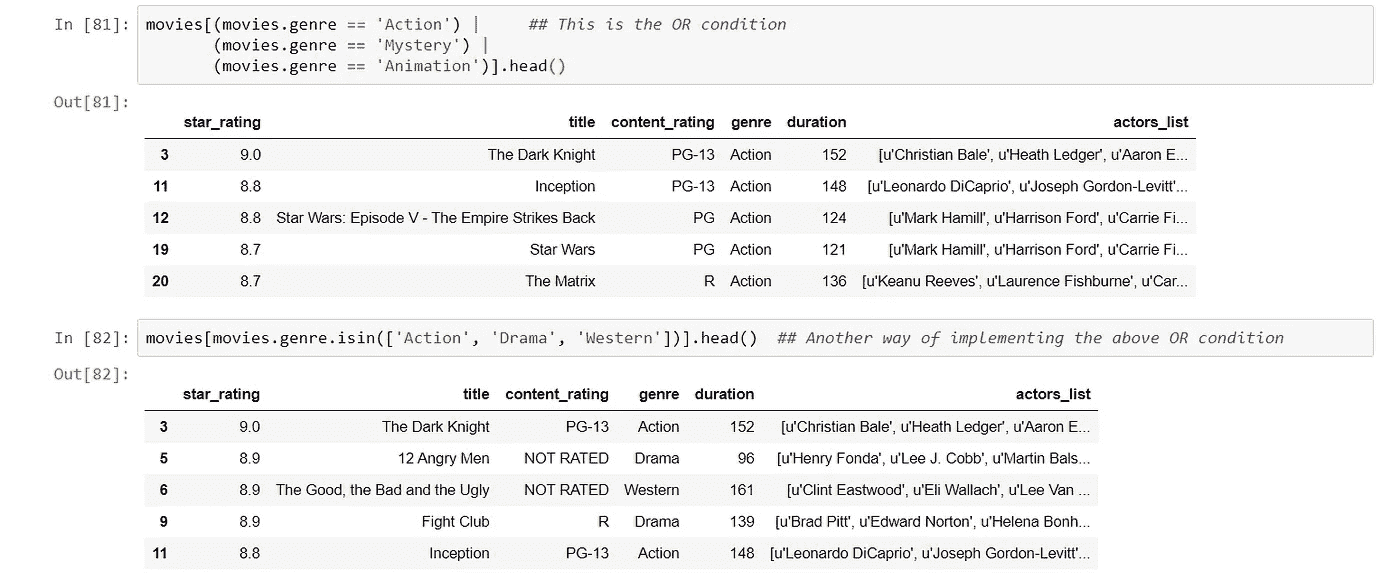 In [81]: movies[(movies.genre == 'Action') |     ## This is the OR condition
(movies.genre == 'Mystery') |
(movies.genre == 'Animation')].head()
Out[81]:
star_rating title content_rating genre duration actors_list
3 9.0 The Dark Knight PG-13 Action 152 [u'Christian Bale', u'Heath Ledger', u'Aaron E...
11 8.8 Inception PG-13 Action 148 [u'Leonardo DiCaprio', u'Joseph Gordon-Levitt'...
12 8.8 Star Wars: Episode V - The Empire Strikes Back PG Action 124 [u'Mark Hamill', u'Harrison Ford', u'Carrie Fi...
19 8.7 Star Wars PG Action 121 [u'Mark Hamill', u'Harrison Ford', u'Carrie Fi...
20 8.7 The Matrix R Action 136 [u'Keanu Reeves', u'Laurence Fishburne', u'Car...
In [82]: movies[movies.genre.isin(['Action', 'Drama', 'Western'])].head()  ## Another way of implementing the above OR condition
Out[82]:
star_rating title content_rating genre duration actors_list
3 9.0 The Dark Knight PG-13 Action 152 [u'Christian Bale', u'Heath Ledger', u'Aaron E...
5 8.9 12 Angry Men NOT RATED Drama 96 [u'Henry Fonda', u'Lee J. Cobb', u'Martin Bals...
6 8.9 The Good, the Bad and the Ugly NOT RATED Western 161 [u'Clint Eastwood', u'Eli Wallach', u'Lee Van ...
9 8.9 Fight Club R Drama 139 [u'Brad Pitt', u'Edward Norton', u'Helena Bonh...
11 8.8 Inception PG-13 Action 148 [u'Leonardo DiCaprio', u'Joseph Gordon-Levitt'...